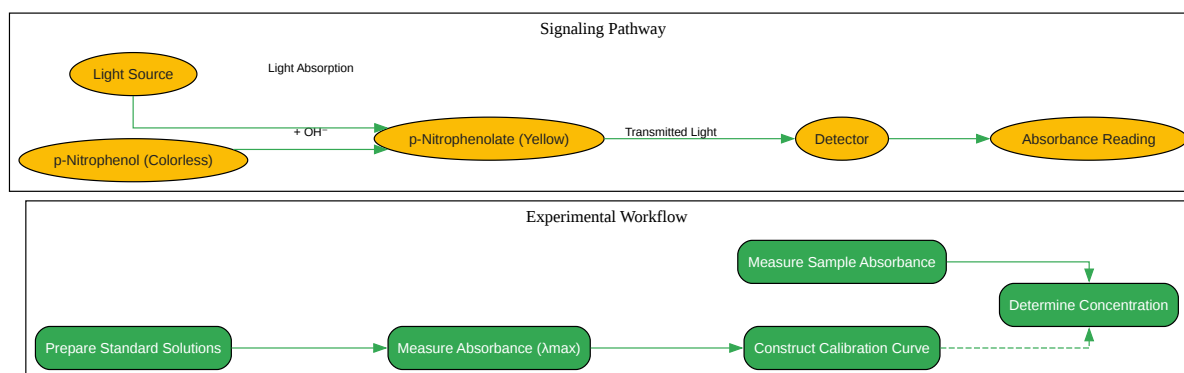 Signaling Pathway
Light Source
Light Absorption
+ OH⁻
p-Nitrophenol (Colorless)
p-Nitrophenolate (Yellow)
Transmitted Light
Detector
Absorbance Reading
Experimental Workflow
Measure Sample Absorbance
Determine Concentration
Prepare Standard Solutions
Measure Absorbance (λmax)
Construct Calibration Curve